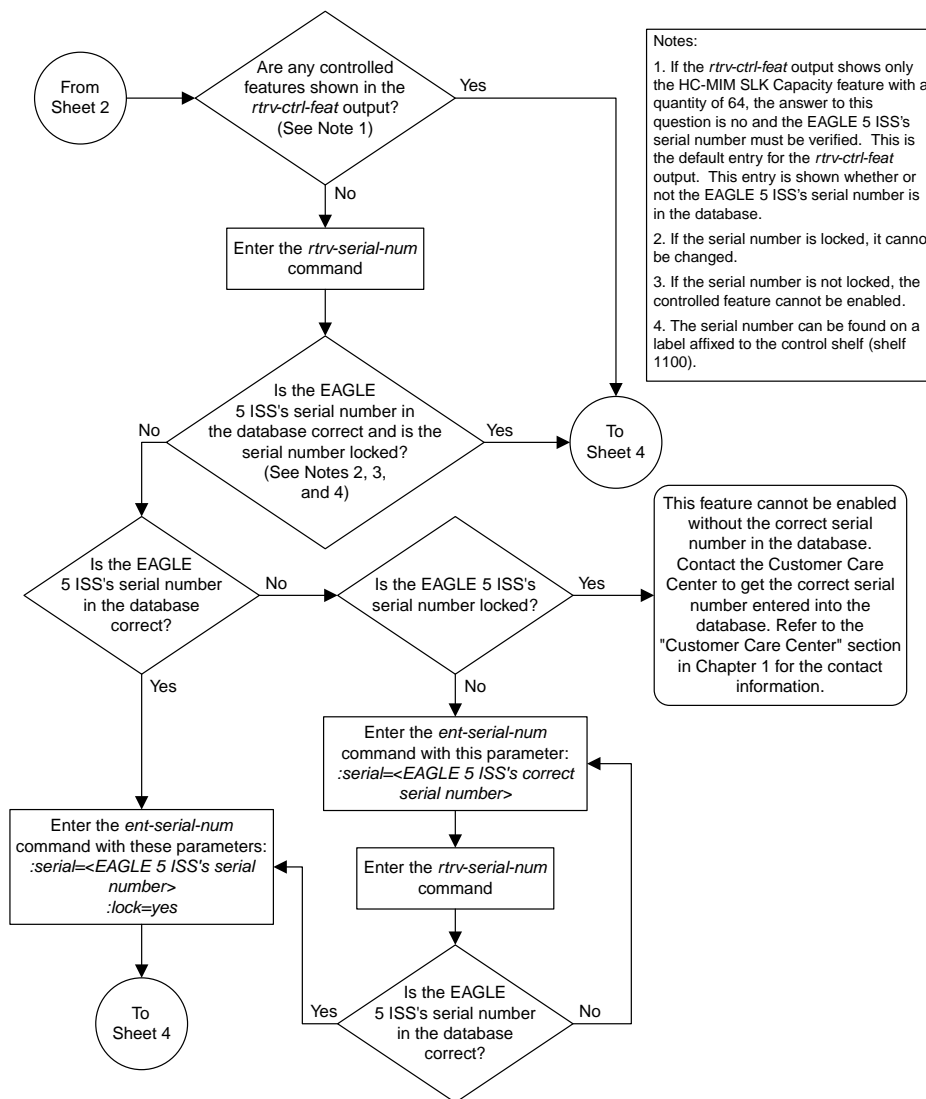 From
Sheet 2
Are any controlled
features shown in the
rtrv-ctrl-feat output?
(See Note 1)
Yes
No
Notes:
1. If the rtrv-ctrl-feat output shows only
the HC-MIM SLK Capacity feature with a
quantity of 64, the answer to this
question is no and the EAGLE 5 ISS's
serial number must be verified. This is
the default entry for the rtrv-ctrl-feat
output. This entry is shown whether or
not the EAGLE 5 ISS's serial number is
in the database.
2. If the serial number is locked, it cannot
be changed.
3. If the serial number is not locked, the
controlled feature cannot be enabled.
4. The serial number can be found on a
label affixed to the control shelf (shelf
1100).
Enter the rtrv-serial-num
command
Is the EAGLE
5 ISS's serial number in
the database correct and is the
serial number locked?
(See Notes 2, 3,
and 4)
No
Yes
To
Sheet 4
Is the EAGLE
5 ISS's serial number
in the database
correct?
No
Yes
Is the EAGLE 5 ISS's
serial number locked?
Yes
No
This feature cannot be enabled
without the correct serial
number in the database.
Contact the Customer Care
Center to get the correct serial
number entered into the
database. Refer to the
"Customer Care Center" section
in Chapter 1 for the contact
information.
Enter the ent-serial-num
command with this parameter:
:serial=<EAGLE 5 ISS's correct
serial number>
Enter the ent-serial-num
command with these parameters:
:serial=<EAGLE 5 ISS's serial
number>
:lock=yes
Enter the rtrv-serial-num
command
Is the EAGLE
5 ISS's serial number
in the database
correct?
Yes
No
To
Sheet 4